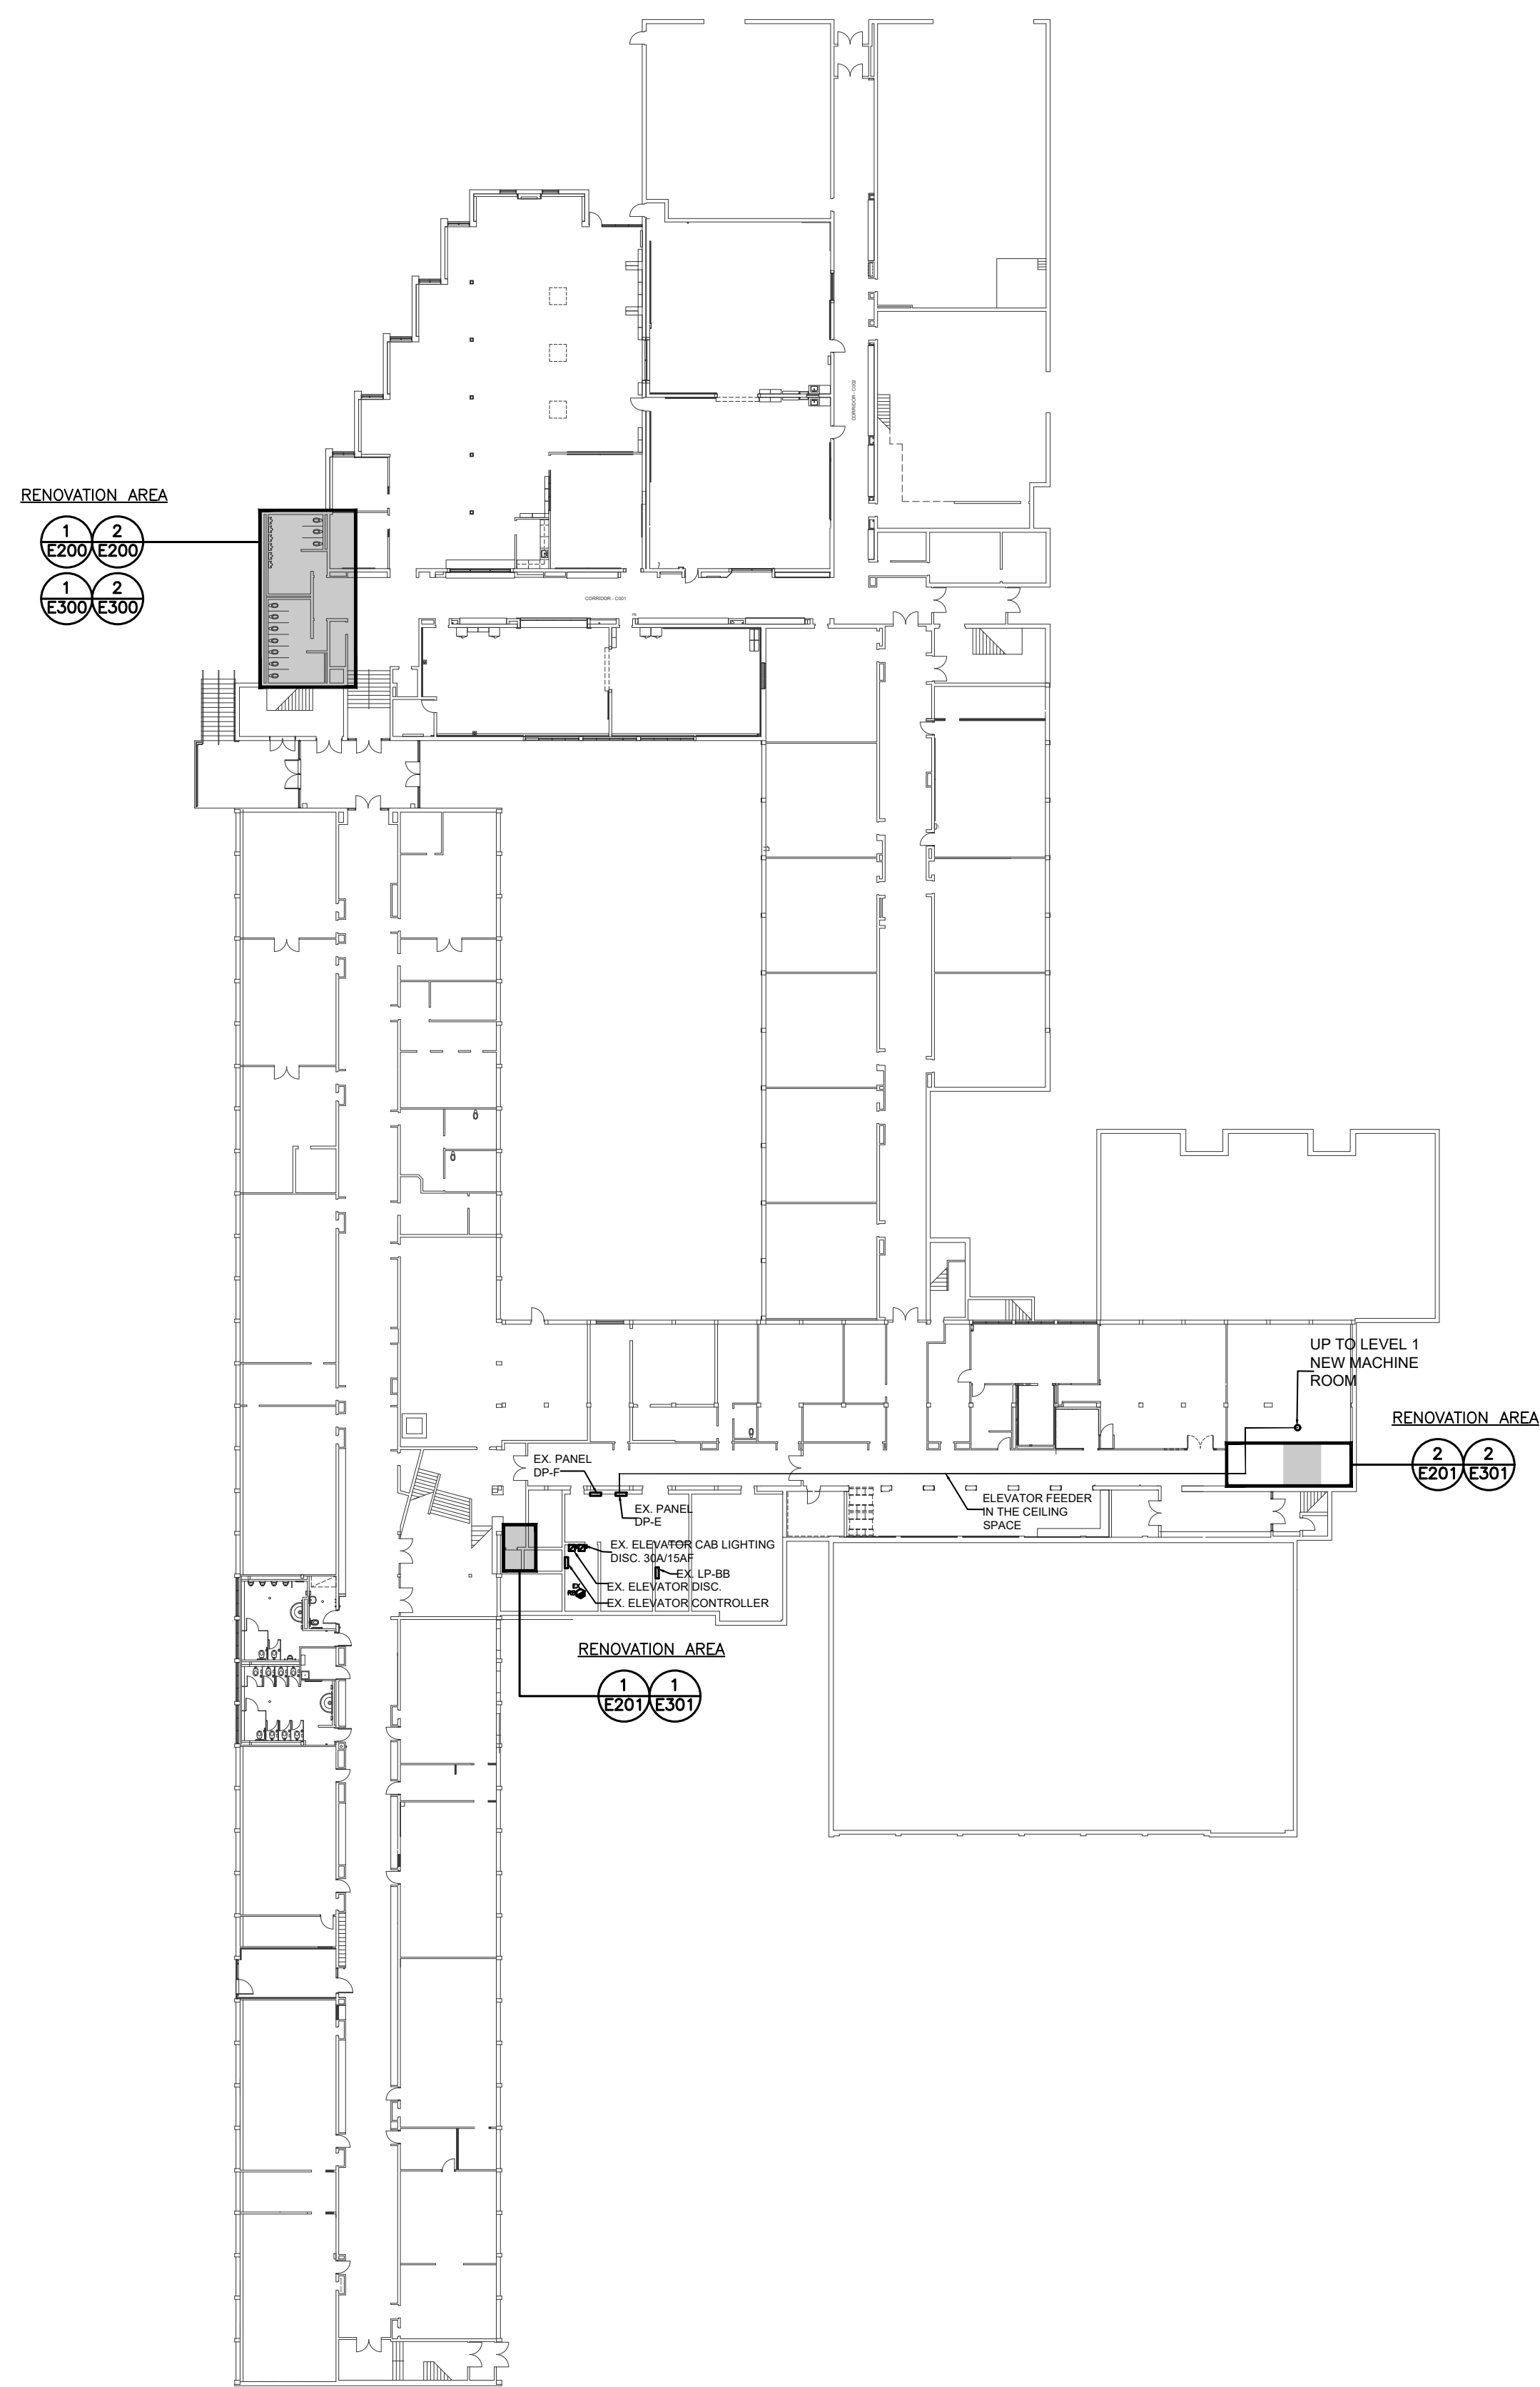 CORRIDOR - C002
RENOVATION AREA
1 2
E200 E200
1 2
E300 E300
CORRIDOR - C001
UP TO LEVEL 1
NEW MACHINE
ROOM
RENOVATION AREA
2 2
E201 E301
EX. PANEL
DP-F
EX. PANEL
DP-E
ELEVATOR FEEDER
IN THE CEILING
SPACE
EX. ELEVATOR CAB LIGHTING
DISC. 30A/15AF
EX. LP-BB
EX. ELEVATOR DISC.
EX. ELEVATOR CONTROLLER
RENOVATION AREA
1 1
E201 E301